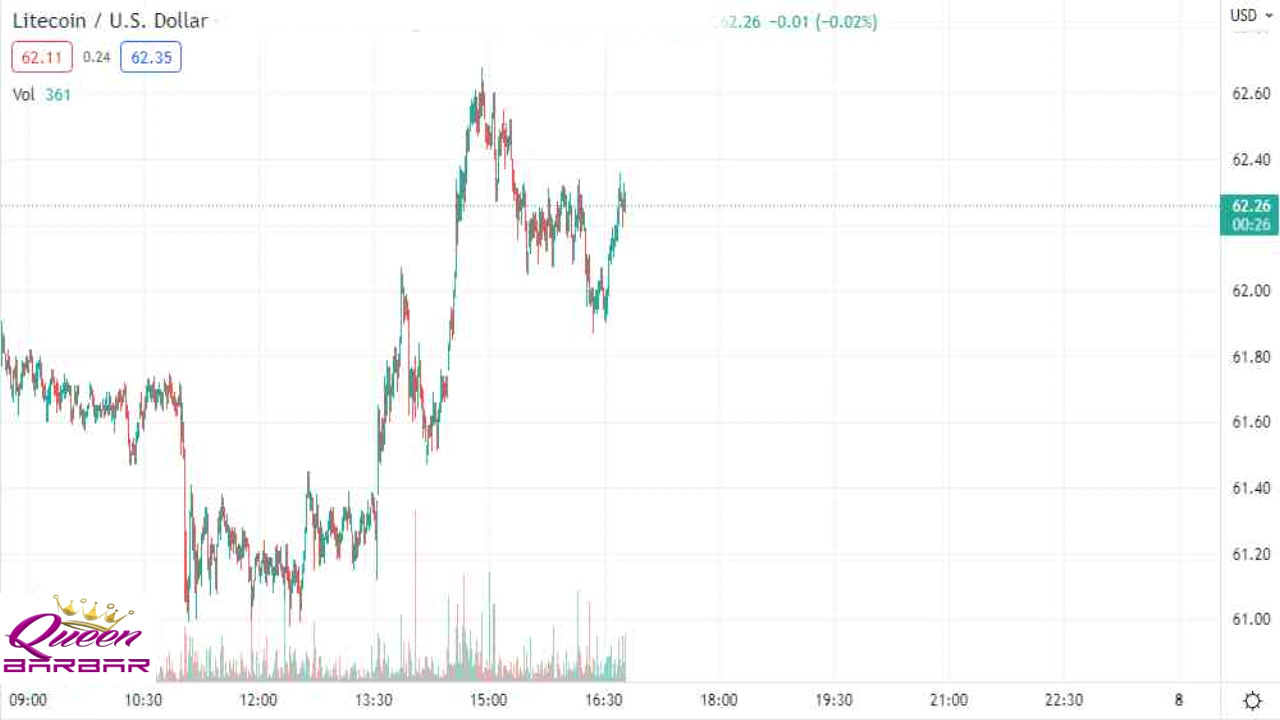 Litecoin / U.S. Dollar
62.26 −0.01 (−0.02%)
USD
62.11 0.24 62.35
Vol 361
62.60
62.40
62.26
00:26
62.00
61.80
61.60
61.40
61.20
61.00
Queen
BARBAR
09:00 10:30 12:00 13:30 15:00 16:30 18:00 19:30 21:00 22:30 8